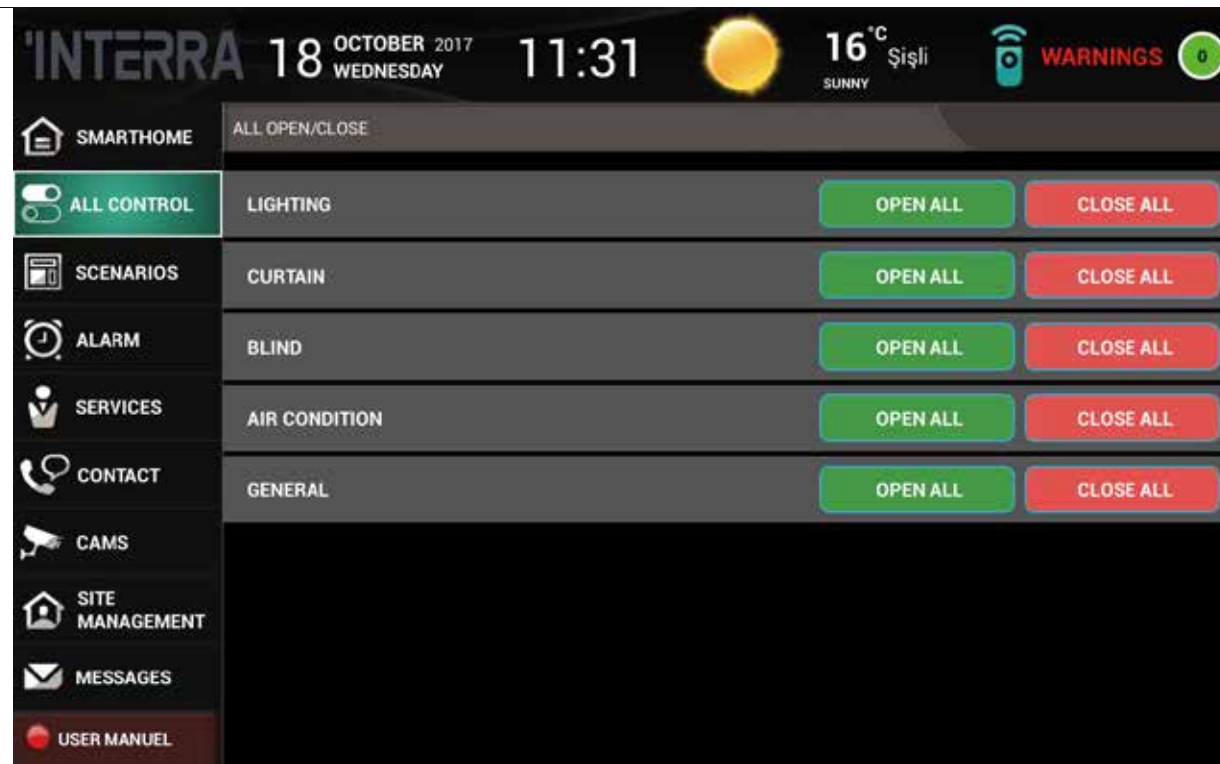 INTERRA
18 OCTOBER 2017
WEDNESDAY
11:31
16°C Şişli
SUNNY
WARNINGS 0
SMARTHOME
ALL OPEN/CLOSE
ALL CONTROL
LIGHTING OPEN ALL CLOSE ALL
SCENARIOS
CURTAIN OPEN ALL CLOSE ALL
ALARM
BLIND OPEN ALL CLOSE ALL
SERVICES
AIR CONDITION OPEN ALL CLOSE ALL
CONTACT
GENERAL OPEN ALL CLOSE ALL
CAMS
SITE
MANAGEMENT
MESSAGES
USER MANUEL